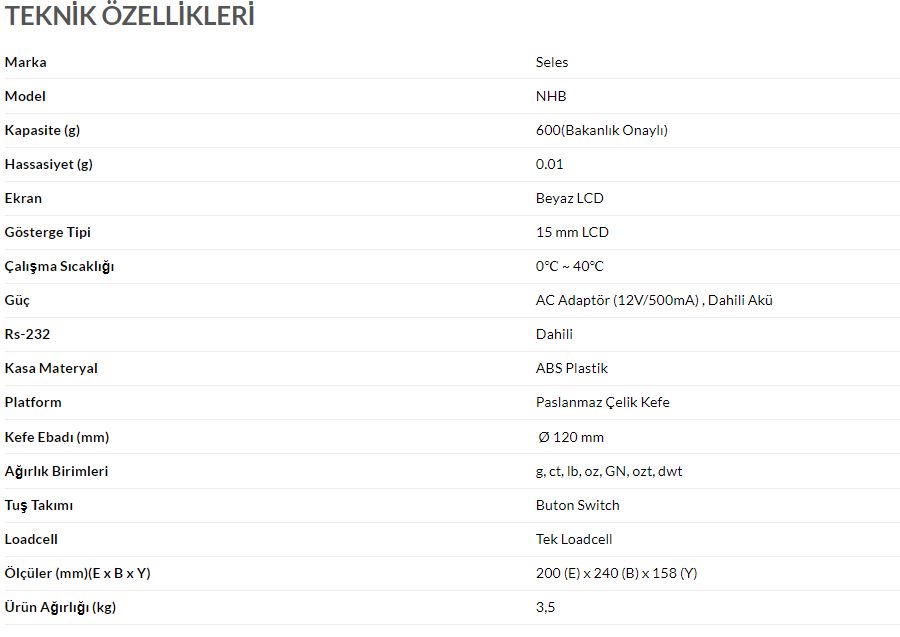 TEKNİK ÖZELLİKLERİ
Marka Seles
Model NHB
Kapasite (g) 600(Bakanlık Onaylı)
Hassasiyet (g) 0.01
Ekran Beyaz LCD
Gösterge Tipi 15 mm LCD
Çalışma Sıcaklığı 0°C ~ 40°C
Güç AC Adaptör (12V/500mA) , Dahili Akü
Rs-232 Dahili
Kasa Materyal ABS Plastik
Platform Paslanmaz Çelik Kefe
Kefe Ebadı (mm) Ø 120 mm
Ağırlık Birimleri g, ct, lb, oz, GN, ozt, dwt
Tuş Takımı Buton Switch
Loadcell Tek Loadcell
Ölçüler (mm)(E x B x Y) 200 (E) x 240 (B) x 158 (Y)
Ürün Ağırlığı (kg) 3,5